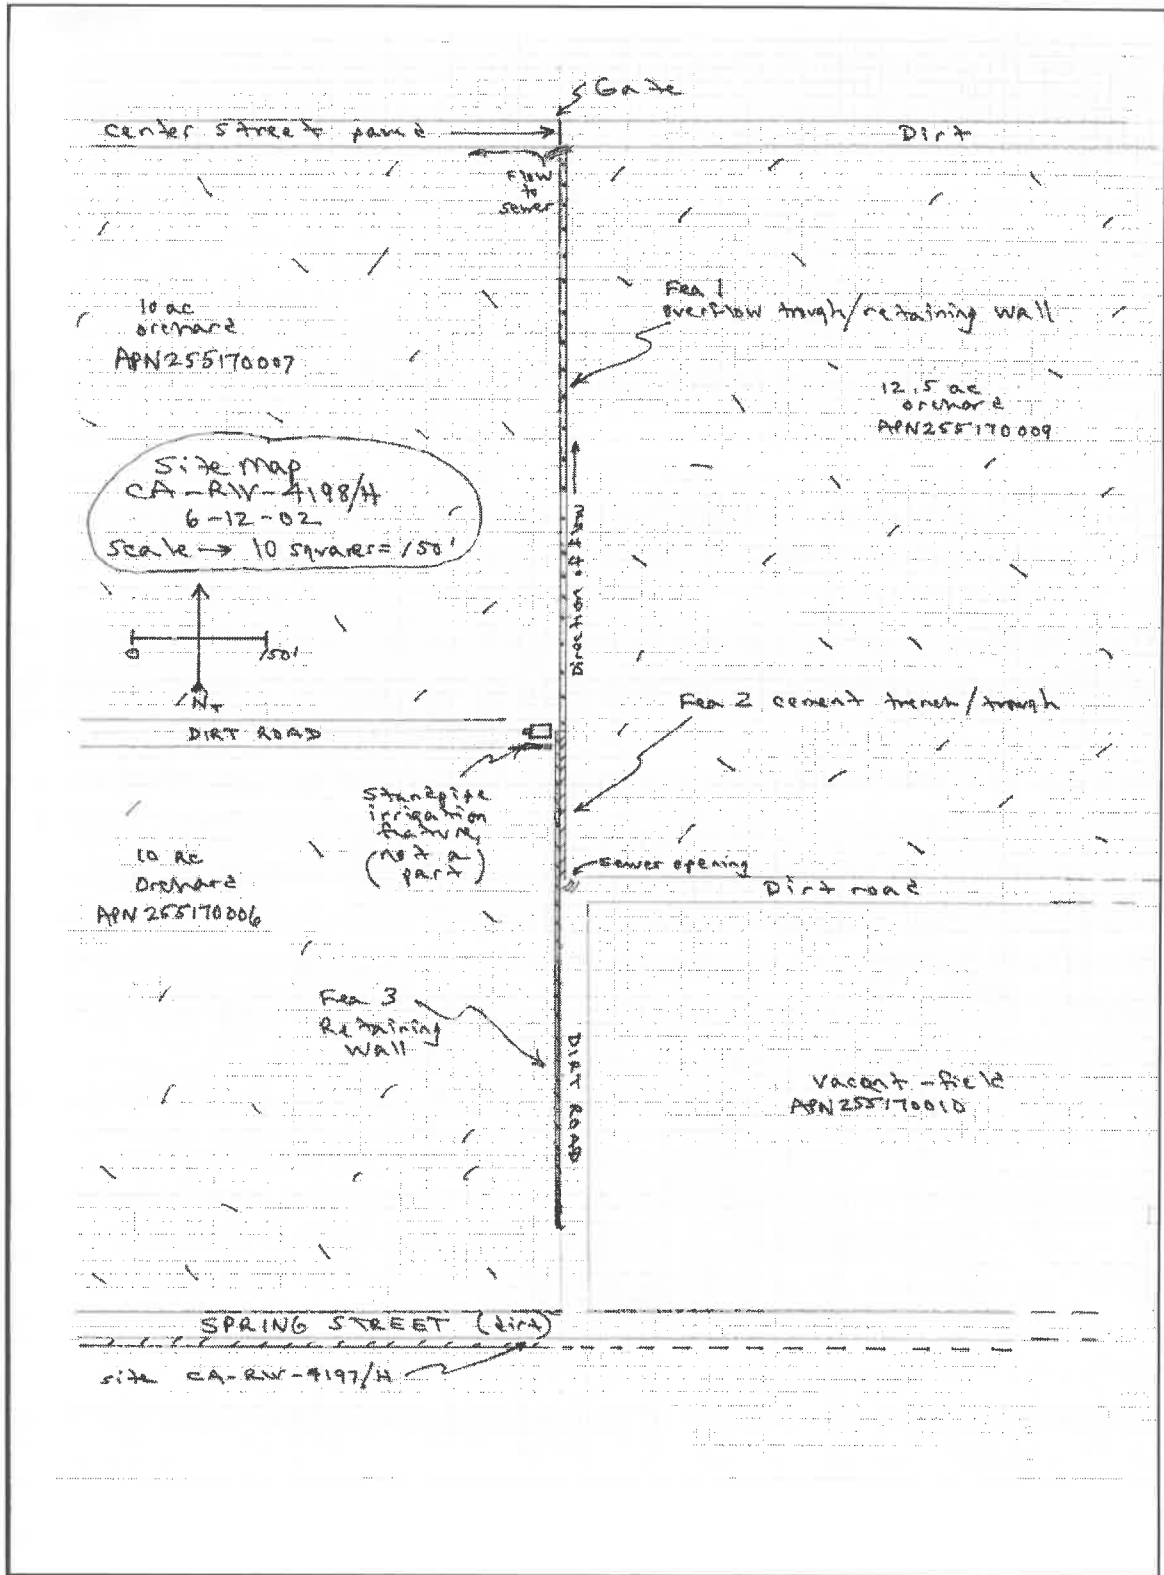 Gate
Center Street paved
Dirt
Flow
to
sewer
Fea 1
overflow trough/retaining wall
10 ac
orchard
APN255170007
12.5 ac
orchard
APN255170009
Site Map
CA-RIV-4198/H
6-12-02
Scale → 10 squares = 150'
0
150'
N
Direction of flow
DIRT ROAD
Fea 2 cement trench/trough
Standpipe
irrigation
feature,
(not a
part)
10 ac
Orchard
APN 255170006
Sewer opening
Dirt road
Fea 3
Retaining
Wall
DIRT ROAD
Vacant - field
APN255170010
SPRING STREET (dirt)
site CA-RIV-4197/H